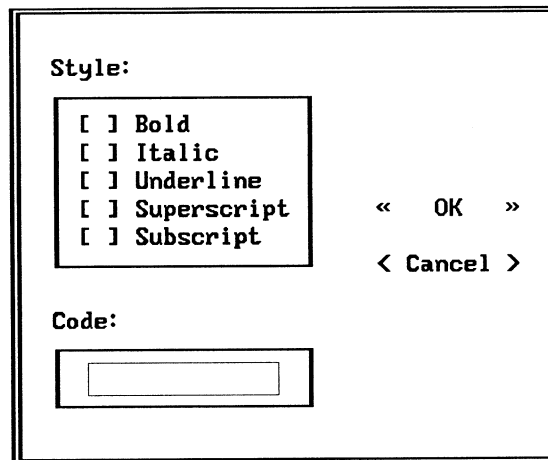 Style:
[ ] Bold
[ ] Italic
[ ] Underline
[ ] Superscript
[ ] Subscript
« OK »
< Cancel >
Code: